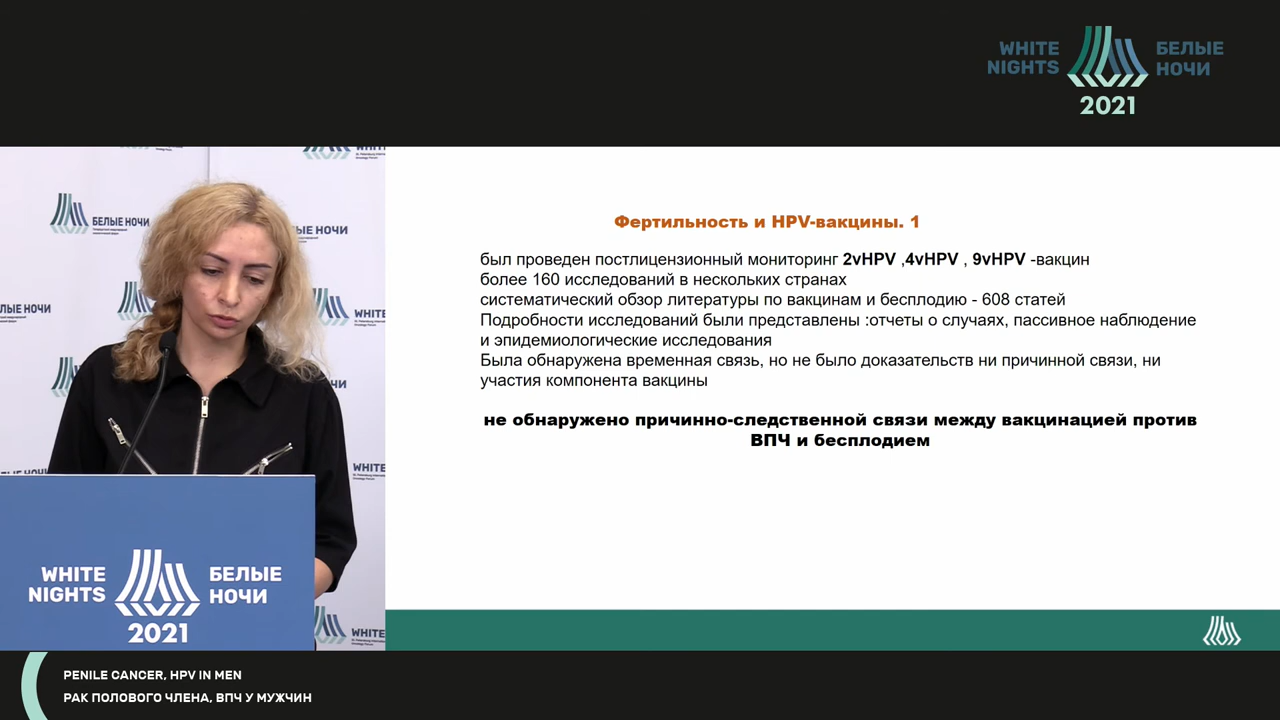 WHITE
NIGHTS
БЕЛЫЕ
НОЧИ
2021
Фертильность и HPV-вакцины. 1
был проведен постлицензионный мониторинг 2vHPV ,4vHPV , 9vHPV -вакцин
более 160 исследований в нескольких странах
систематический обзор литературы по вакцинам и бесплодию - 608 статей
Подробности исследований были представлены :отчеты о случаях, пассивное наблюдение
и эпидемиологические исследования
Была обнаружена временная связь, но не было доказательств ни причинной связи, ни
участия компонента вакцины
не обнаружено причинно-следственной связи между вакцинацией против
ВПЧ и бесплодием
БЕЛЫЕ НОЧИ
WHITE
NIGHTS
БЕЛЫЕ
НОЧИ
2021
PENILE CANCER, HPV IN MEN
РАК ПОЛОВОГО ЧЛЕНА, ВПЧ У МУЖЧИН